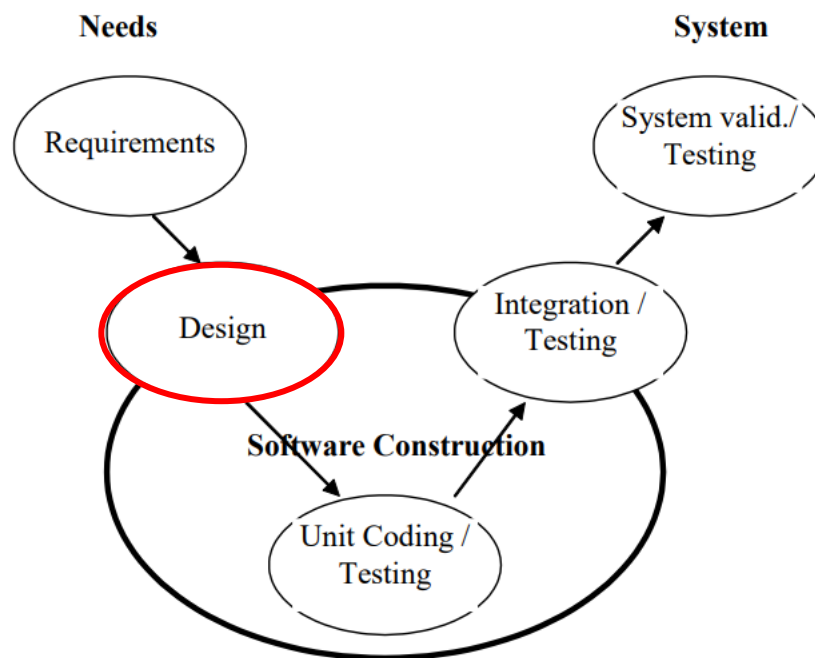 Needs
System
Requirements
System valid./
Testing
Design
Integration /
Testing
Software Construction
Unit Coding /
Testing